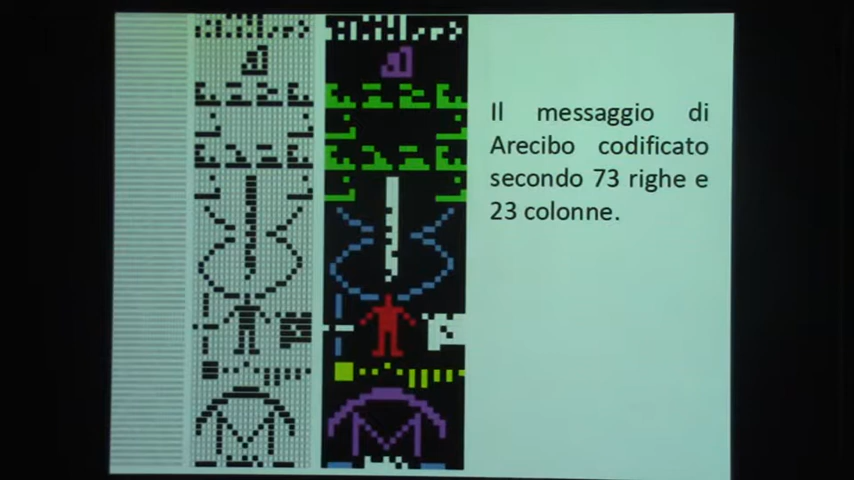 Il messaggio di
Arecibo codificato
secondo 73 righe e
23 colonne.